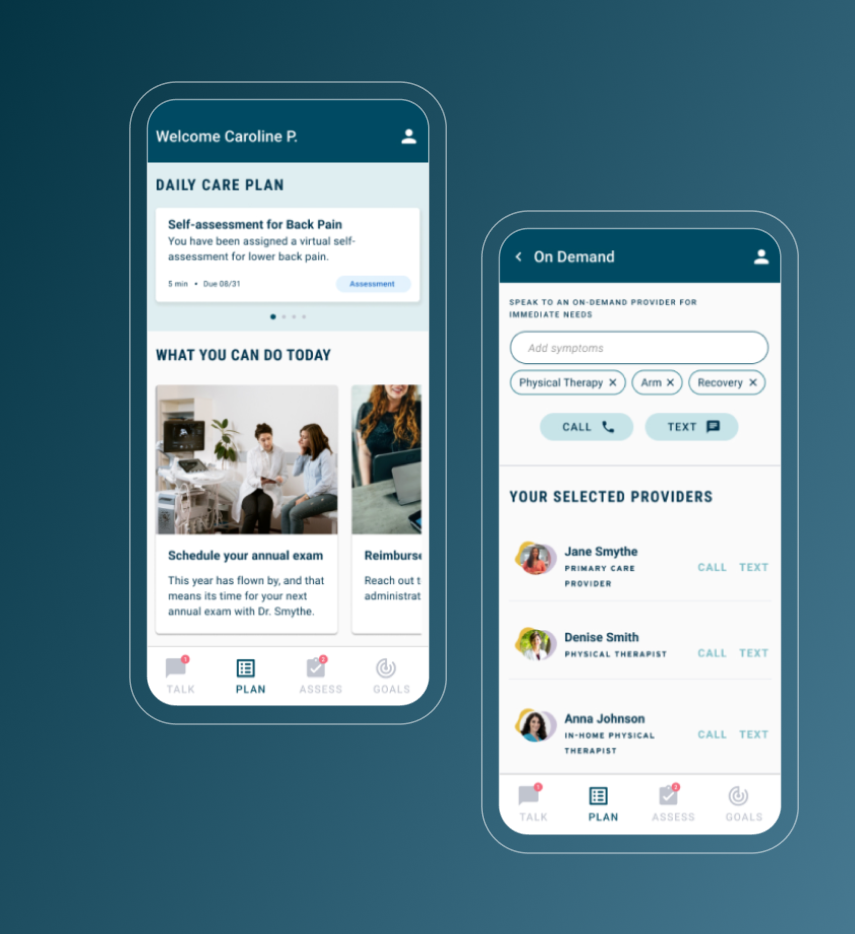 Welcome Caroline P.
DAILY CARE PLAN
Self-assessment for Back Pain
You have been assigned a virtual self-
assessment for lower back pain.
5 min • Due 08/31
Assessment
WHAT YOU CAN DO TODAY
Schedule your annual exam
This year has flown by, and that
means its time for your next
annual exam with Dr. Smythe.
Reimburse
Reach out t
administrat
1
2
TALK
PLAN
ASSESS
GOALS
On Demand
SPEAK TO AN ON-DEMAND PROVIDER FOR
IMMEDIATE NEEDS
Add symptoms
Physical Therapy X
Arm X
Recovery X
CALL
TEXT
YOUR SELECTED PROVIDERS
Jane Smythe
PRIMARY CARE
PROVIDER
CALL TEXT
Denise Smith
PHYSICAL THERAPIST
CALL TEXT
Anna Johnson
IN-HOME PHYSICAL
THERAPIST
CALL TEXT
1
2
TALK
PLAN
ASSESS
GOALS